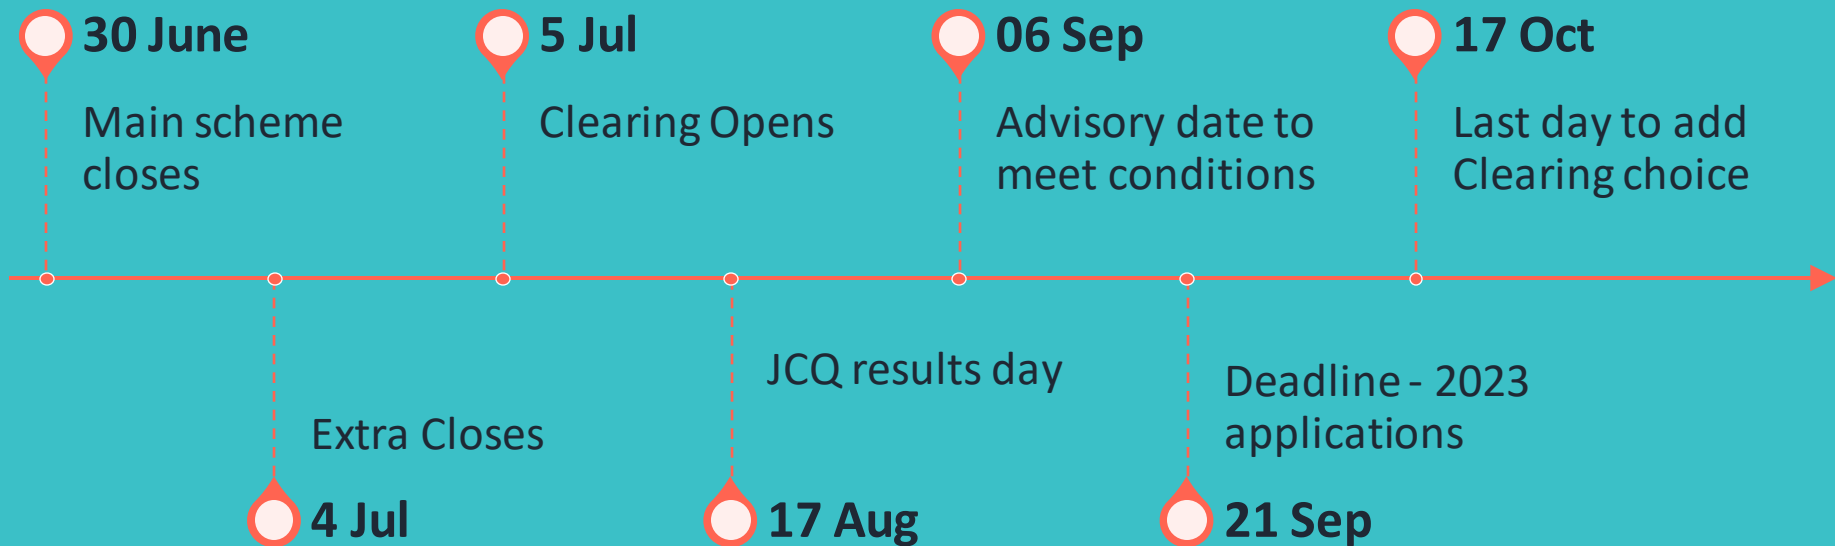 30 June
Main scheme
closes
5 Jul
Clearing Opens
06 Sep
Advisory date to
meet conditions
17 Oct
Last day to add
Clearing choice
Extra Closes
4 Jul
JCQ results day
17 Aug
Deadline - 2023
applications
21 Sep